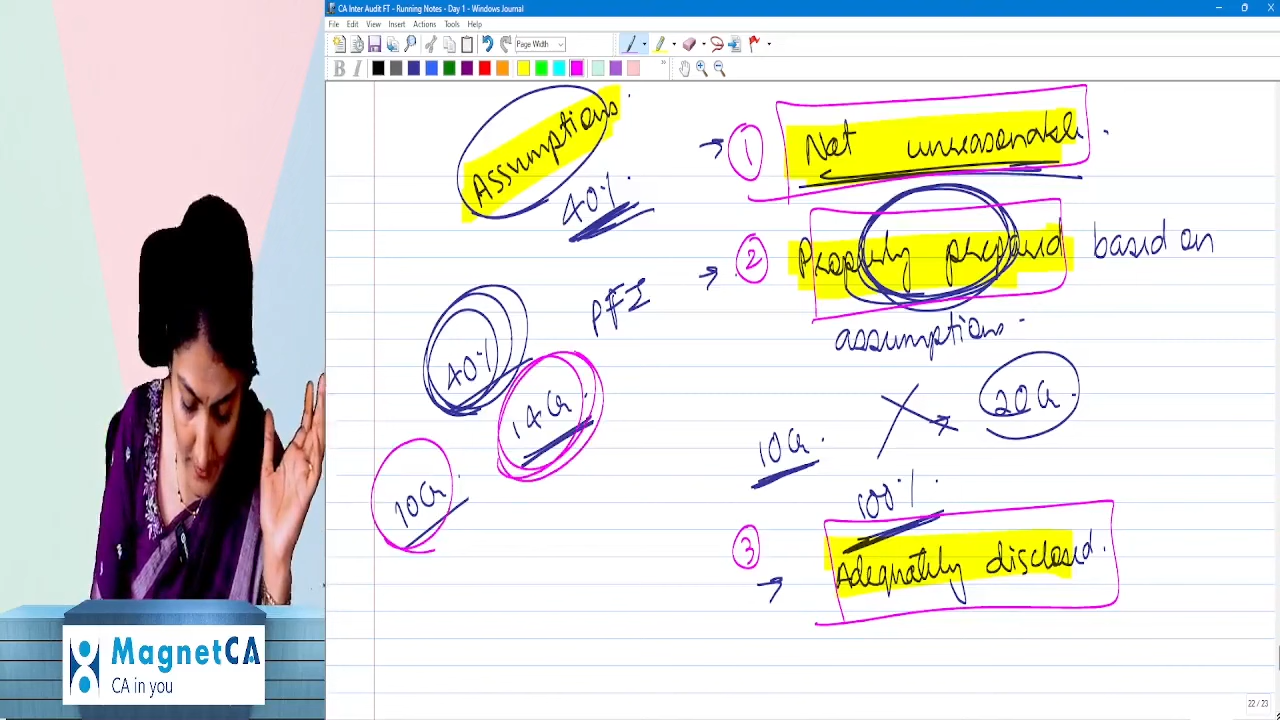 CA Inter Audit FT - Running Notes - Day 1 - Windows Journal
File Edit View Insert Actions Tools Help
Page Width
B I
Assumptions.
40%.
→ ① Not unreasonable.
→ ② Properly prepared based on
assumptions.
PFI
40%
14Cr.
10Cr.
10Cr.
20Cr.
100%.
③
→ Adequately disclosed.
MagnetCA
CA in you
22 / 23